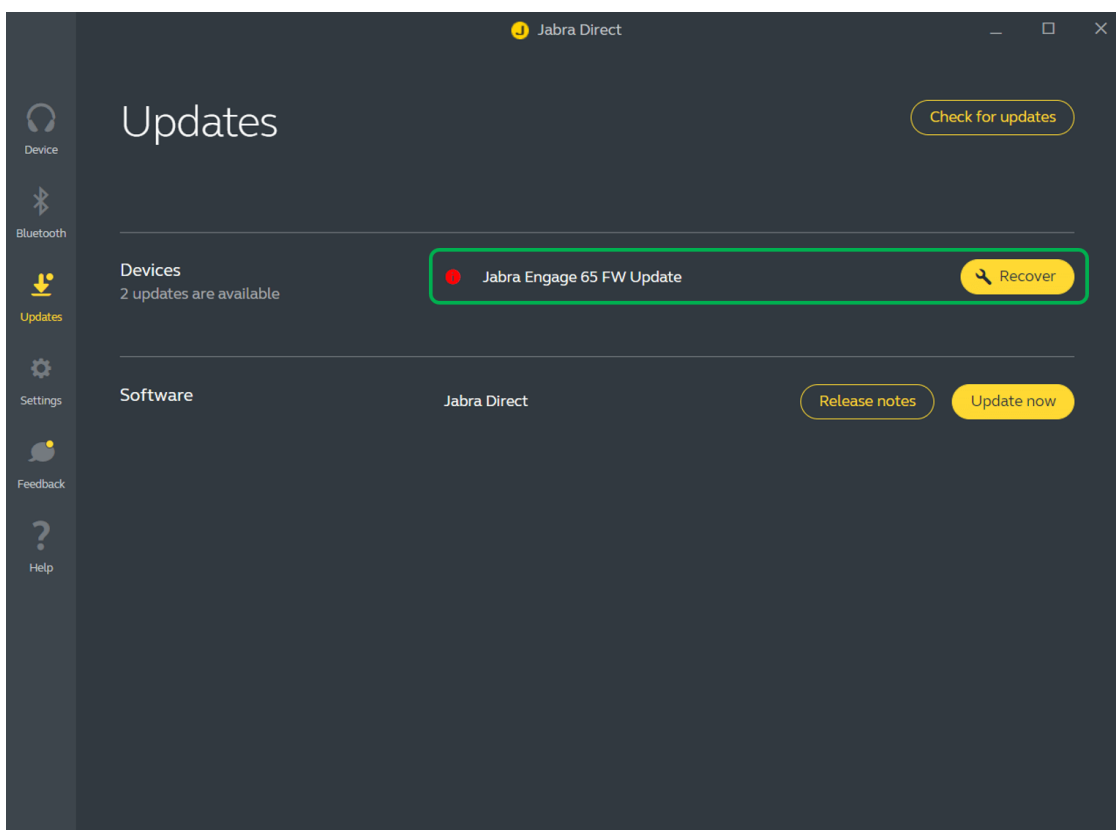 Jabra Direct
Updates
Check for updates
Device
Bluetooth
Updates
Settings
Feedback
Help
Devices
2 updates are available
Jabra Engage 65 FW Update
Recover
Software
Jabra Direct
Release notes
Update now